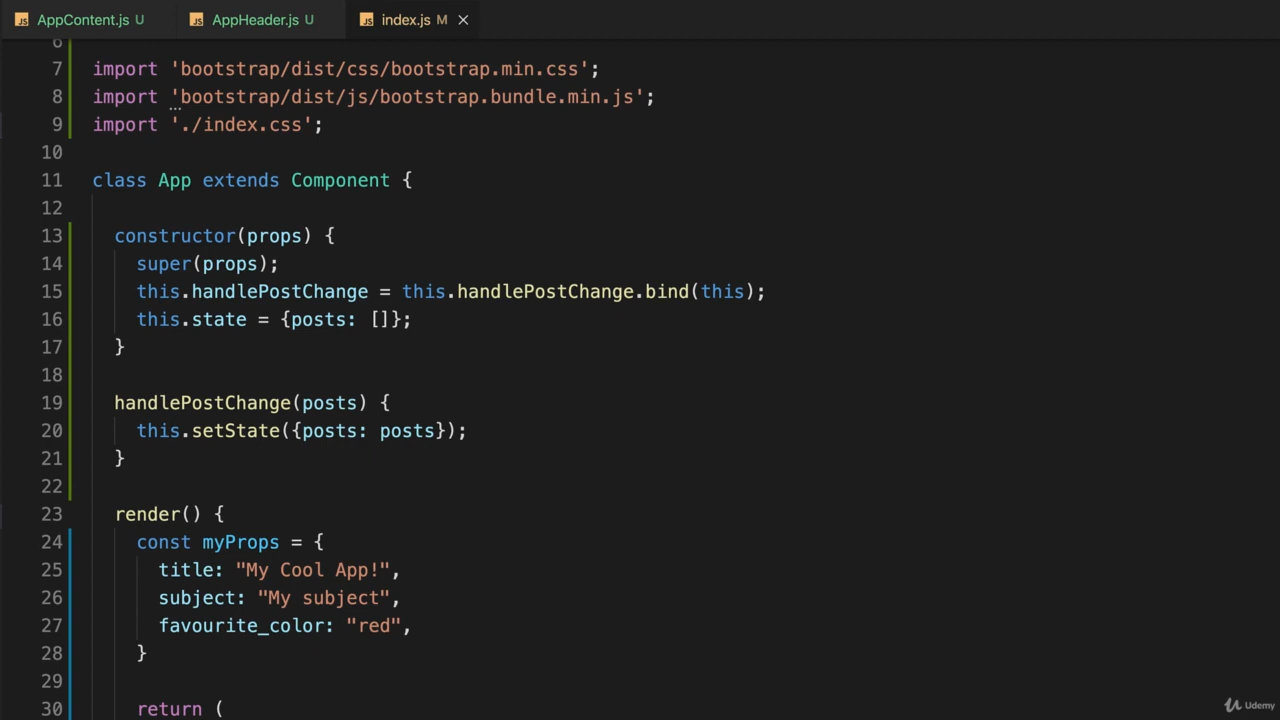 AppContent.js U AppHeader.js U index.js M
6
7 import 'bootstrap/dist/css/bootstrap.min.css';
8 import 'bootstrap/dist/js/bootstrap.bundle.min.js';
9 import './index.css';
10
11 class App extends Component {
12
13 constructor(props) {
14 super(props);
15 this.handlePostChange = this.handlePostChange.bind(this);
16 this.state = {posts: []};
17 }
18
19 handlePostChange(posts) {
20 this.setState({posts: posts});
21 }
22
23 render() {
24 const myProps = {
25 title: "My Cool App!",
26 subject: "My subject",
27 favourite_color: "red",
28 }
29
30 return (
Udemy